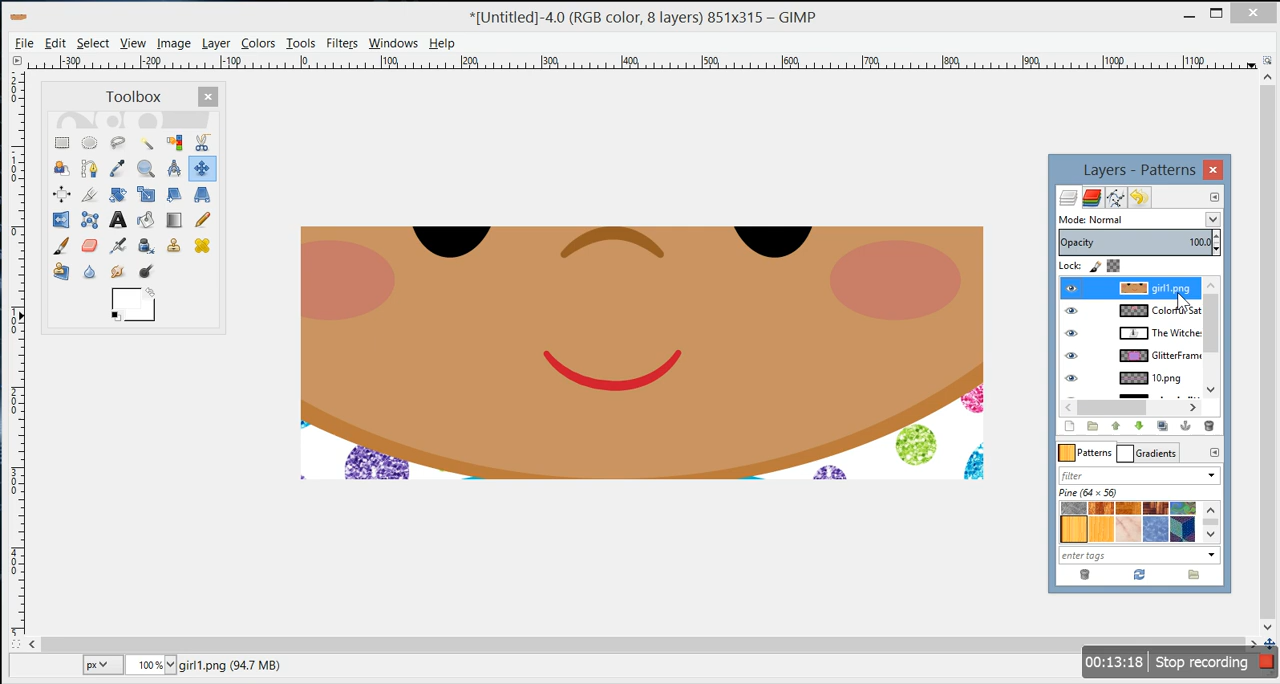 *[Untitled]-4.0 (RGB color, 8 layers) 851x315 – GIMP
File Edit Select View Image Layer Colors Tools Filters Windows Help
-300 -200 -100 0 100 200 300 400 500 600 700 800 900 1000 1100
Toolbox
Layers - Patterns
Mode: Normal
Opacity 100.0
Lock:
girl1.png
The Witche
GlitterFrame
10.png
Patterns Gradients
filter
Pine (64 × 56)
enter tags
px 100% girl1.png (94.7 MB)
00:13:18 Stop recording